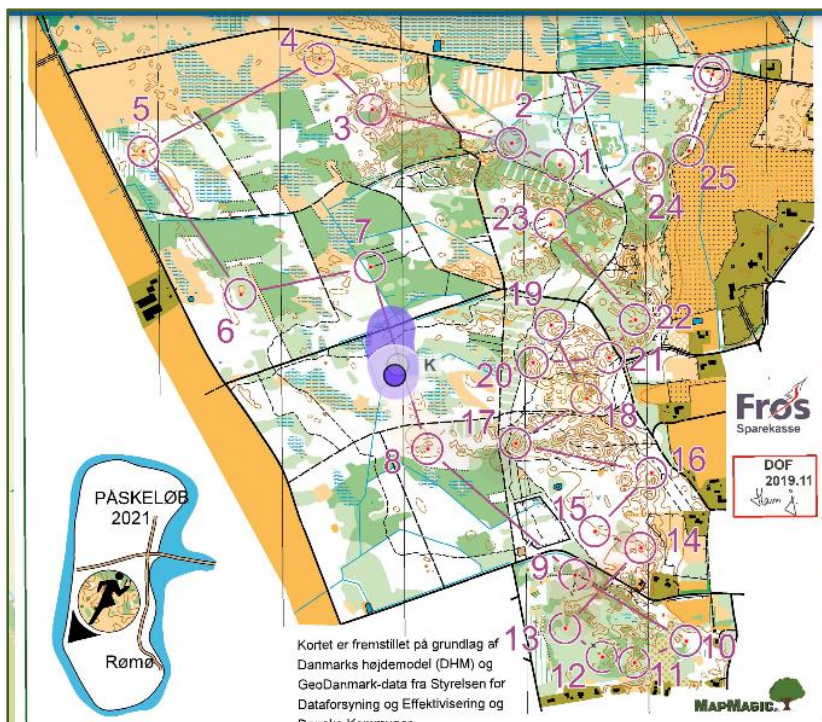 4
5
3
2
1
25
24
23
7
6
19
22
20
21
K
18
17
8
16
15
14
9
13
12
11
10
Frøs
Sparekasse
DOF
2019.11
PÅSKELØB
2021
Rømø
Kortet er fremstillet på grundlag af
Danmarks højdemodel (DHM) og
GeoDanmark-data fra Styrelsen for
Dataforsyning og Effektivisering og
MAPMAGIC